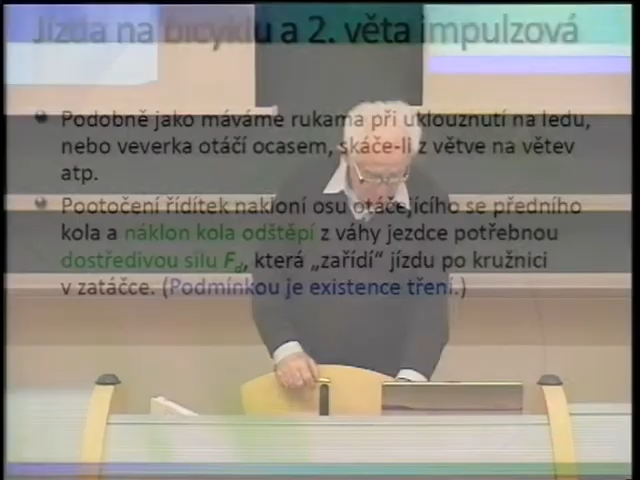 Jízda na bicyklu a 2. věta impulzová
Podobně jako máváme rukama při uklouznutí na ledu,
nebo veverka otáčí ocasem, skáče-li z větve na větev
atp.
Pootočení řídítek nakloní osu otáčejícího se předního
kola a náklon kola odštěpí z váhy jezdce potřebnou
dostředivou sílu Fd, která „zařídí“ jízdu po kružnici
v zatáčce. (Podmínkou je existence tření.)